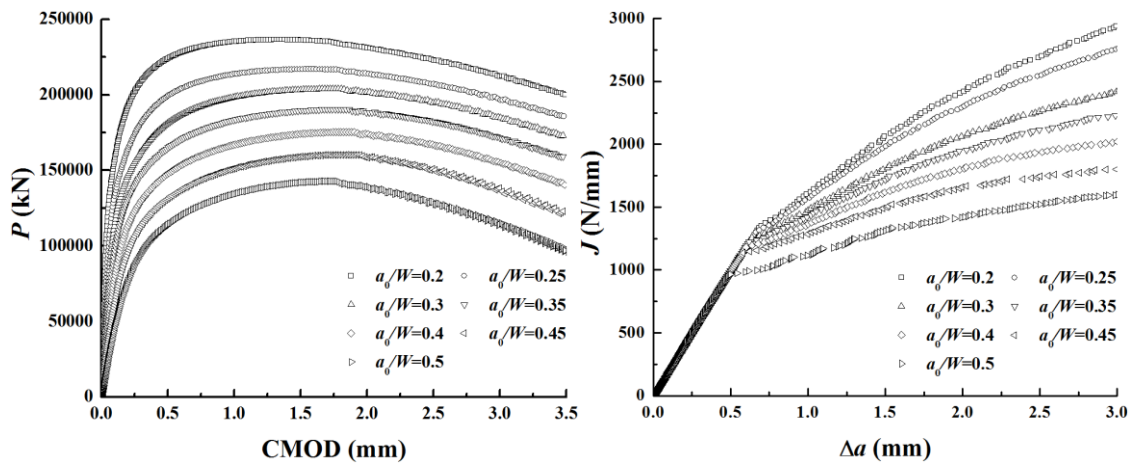 250000
200000
150000
100000
50000
0
P (kN)
0.0 0.5 1.0 1.5 2.0 2.5 3.0 3.5
CMOD (mm)
a₀/W=0.2 a₀/W=0.25
a₀/W=0.3 a₀/W=0.35
a₀/W=0.4 a₀/W=0.45
a₀/W=0.5
3000
2500
2000
1500
1000
500
0
J (N/mm)
0.0 0.5 1.0 1.5 2.0 2.5 3.0
Δa (mm)
a₀/W=0.2 a₀/W=0.25
a₀/W=0.3 a₀/W=0.35
a₀/W=0.4 a₀/W=0.45
a₀/W=0.5